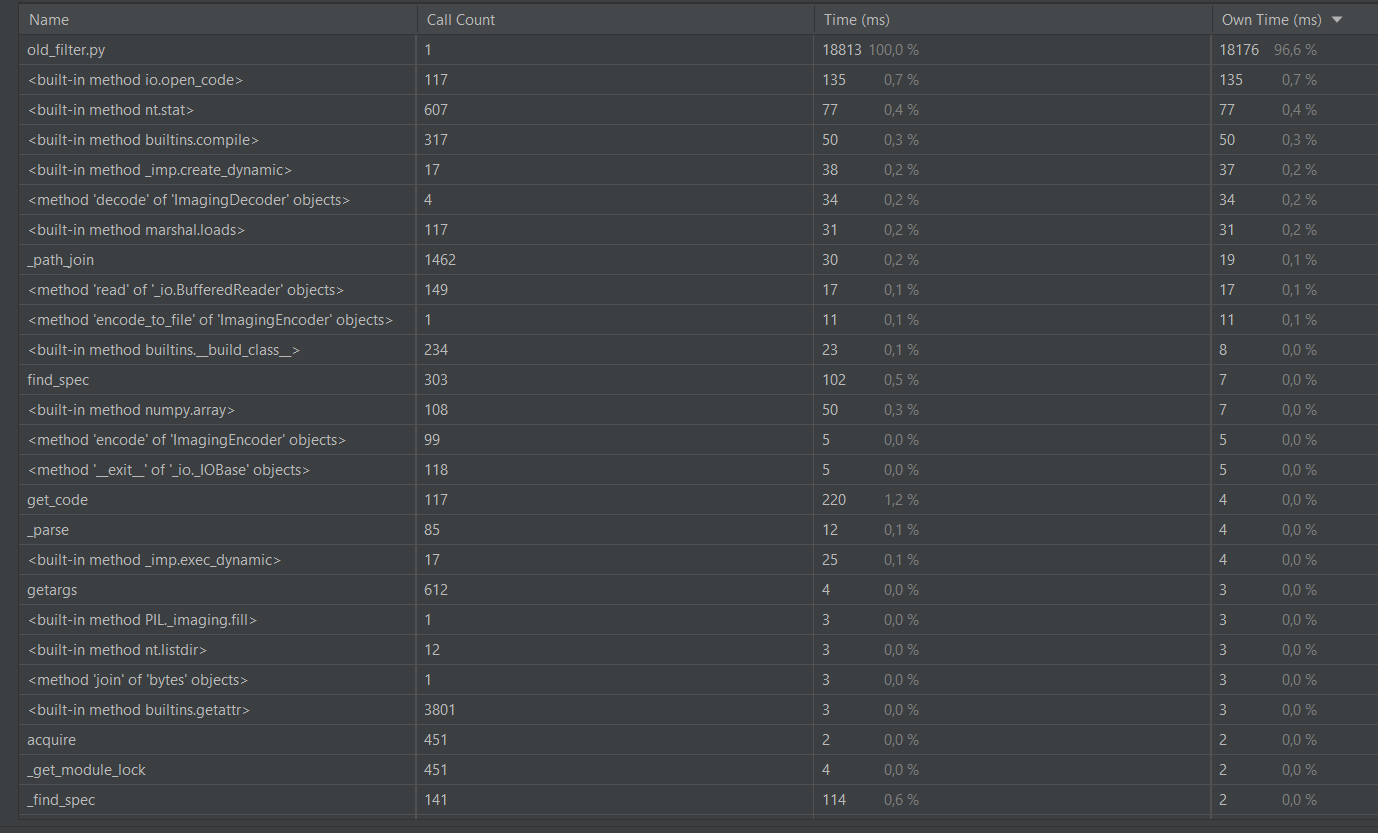 Name Call Count Time (ms) Own Time (ms)
old_filter.py 1 18813 100,0 % 18176 96,6 %
<built-in method io.open_code> 117 135 0,7 % 135 0,7 %
<built-in method nt.stat> 607 77 0,4 % 77 0,4 %
<built-in method builtins.compile> 317 50 0,3 % 50 0,3 %
<built-in method _imp.create_dynamic> 17 38 0,2 % 37 0,2 %
<method 'decode' of 'ImagingDecoder' objects> 4 34 0,2 % 34 0,2 %
<built-in method marshal.loads> 117 31 0,2 % 31 0,2 %
_path_join 1462 30 0,2 % 19 0,1 %
<method 'read' of '_io.BufferedReader' objects> 149 17 0,1 % 17 0,1 %
<method 'encode_to_file' of 'ImagingEncoder' objects> 1 11 0,1 % 11 0,1 %
<built-in method builtins.__build_class__> 234 23 0,1 % 8 0,0 %
find_spec 303 102 0,5 % 7 0,0 %
<built-in method numpy.array> 108 50 0,3 % 7 0,0 %
<method 'encode' of 'ImagingEncoder' objects> 99 5 0,0 % 5 0,0 %
<method '__exit__' of '_io._IOBase' objects> 118 5 0,0 % 5 0,0 %
get_code 117 220 1,2 % 4 0,0 %
_parse 85 12 0,1 % 4 0,0 %
<built-in method _imp.exec_dynamic> 17 25 0,1 % 4 0,0 %
getargs 612 4 0,0 % 3 0,0 %
<built-in method PIL._imaging.fill> 1 3 0,0 % 3 0,0 %
<built-in method nt.listdir> 12 3 0,0 % 3 0,0 %
<method 'join' of 'bytes' objects> 1 3 0,0 % 3 0,0 %
<built-in method builtins.getattr> 3801 3 0,0 % 3 0,0 %
acquire 451 2 0,0 % 2 0,0 %
_get_module_lock 451 4 0,0 % 2 0,0 %
_find_spec 141 114 0,6 % 2 0,0 %